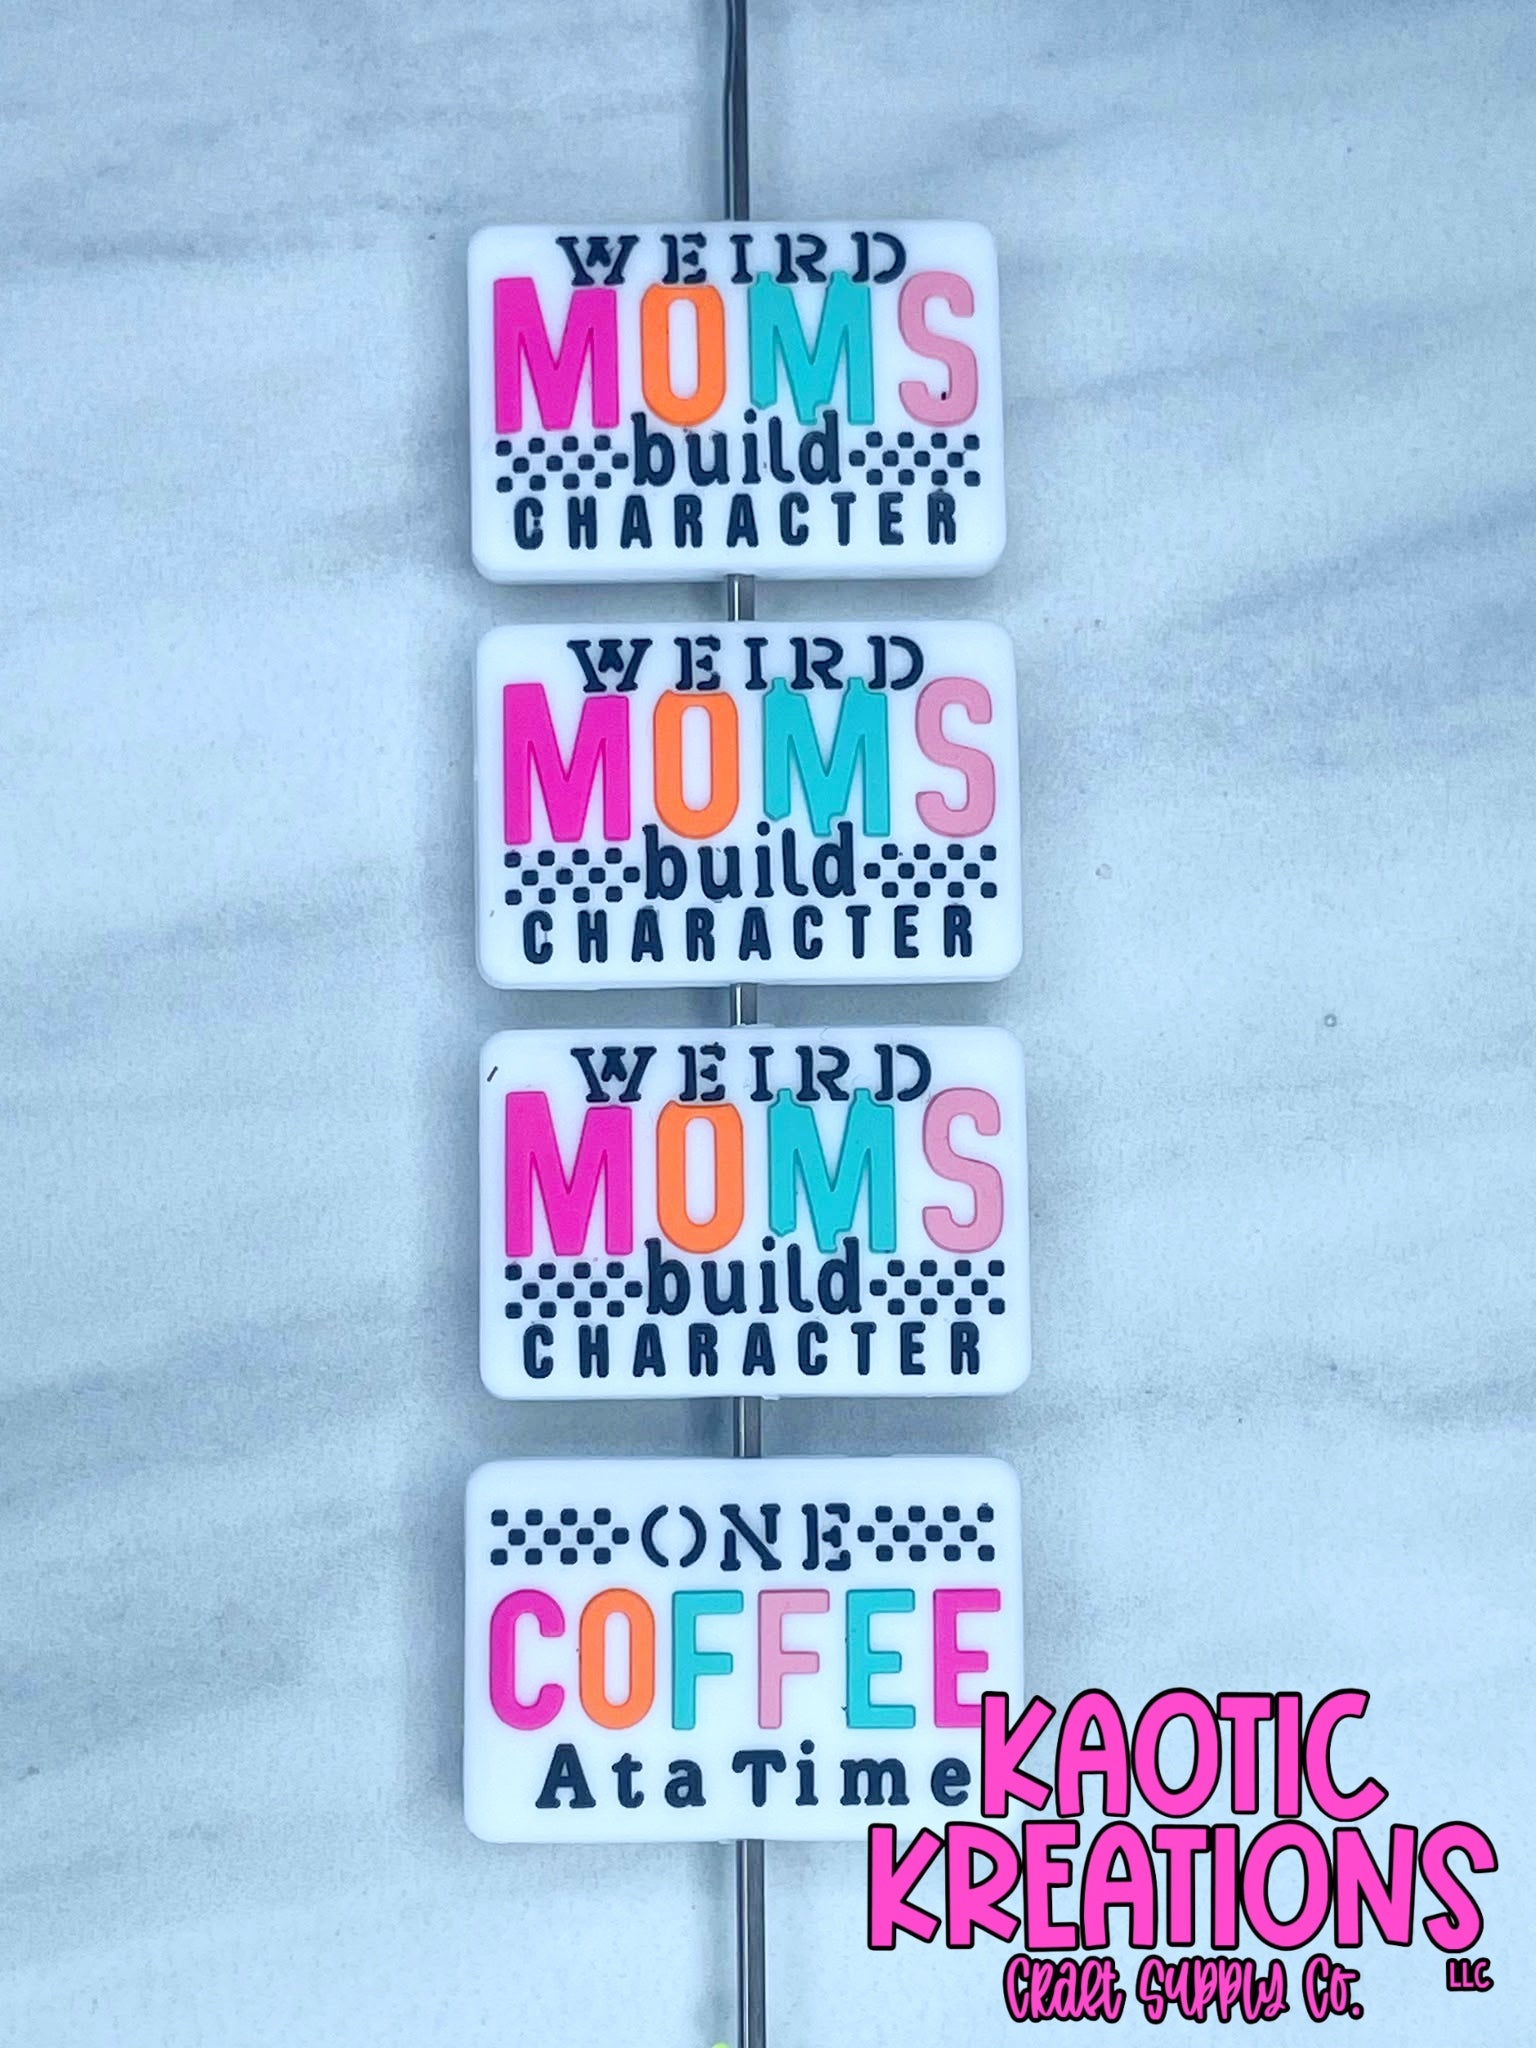 WEIRD
MOMS
build
CHARACTER
WEIRD
MOMS
build
CHARACTER
WEIRD
MOMS
build
CHARACTER
ONE
COFFEE
At a Time
KAOTIC
KREATIONS
Craft Supply Co.
LLC